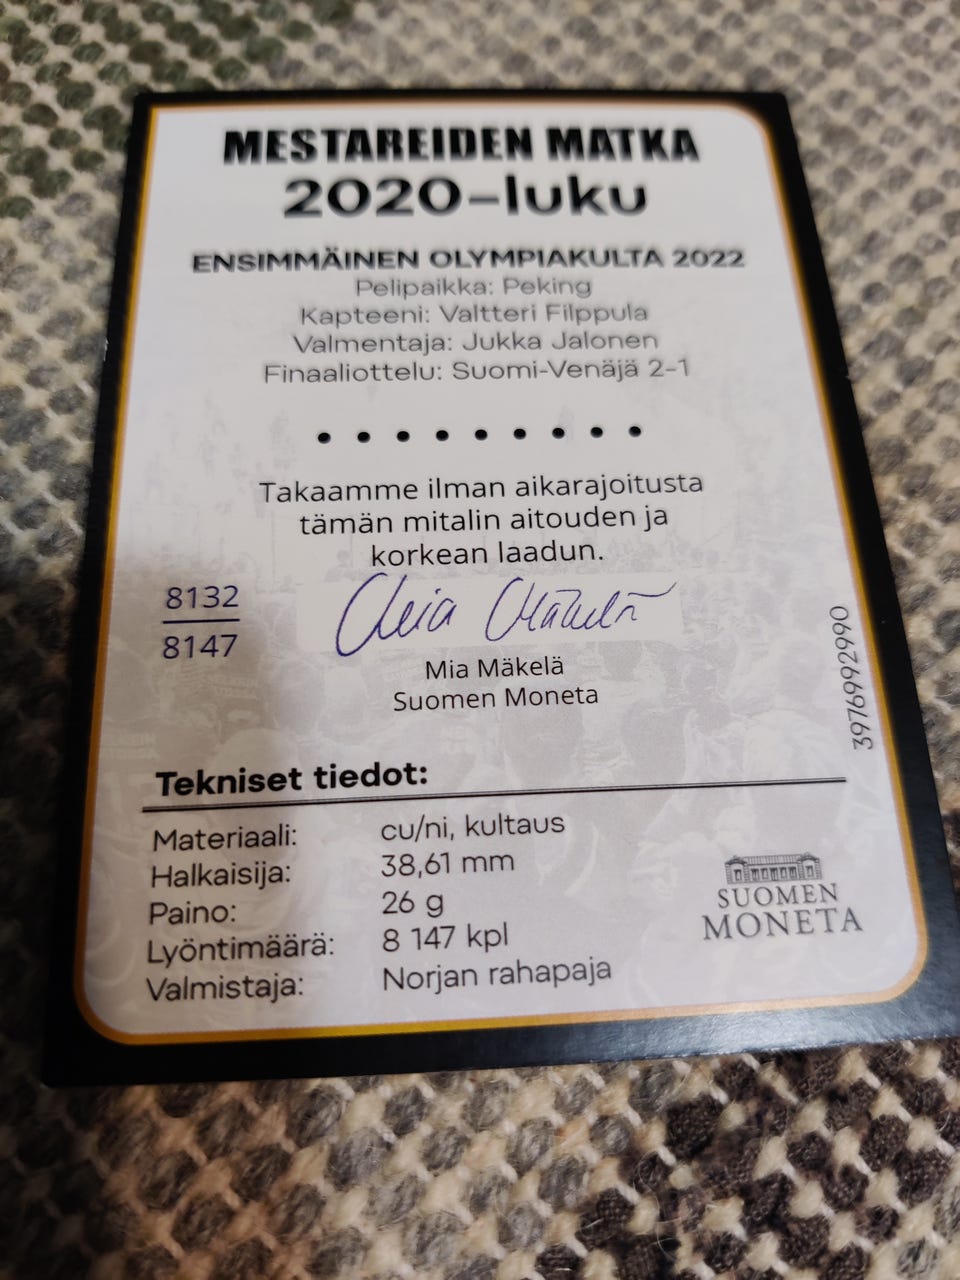 MESTAREIDEN MATKA
2020-luku
ENSIMMÄINEN OLYMPIAKULTA 2022
Pelipaikka: Peking
Kapteeni: Valtteri Filppula
Valmentaja: Jukka Jalonen
Finaaliottelu: Suomi-Venäjä 2-1
• • • • • • • • •
Takaamme ilman aikarajoitusta
tämän mitalin aitouden ja
korkean laadun.
8132
8147
Mia Mäkelä
Mia Mäkelä
Suomen Moneta
3976992990
Tekniset tiedot:
Materiaali: cu/ni, kultaus
Halkaisija: 38,61 mm
Paino: 26 g
Lyöntimäärä: 8 147 kpl
Valmistaja: Norjan rahapaja
SUOMEN
MONETA